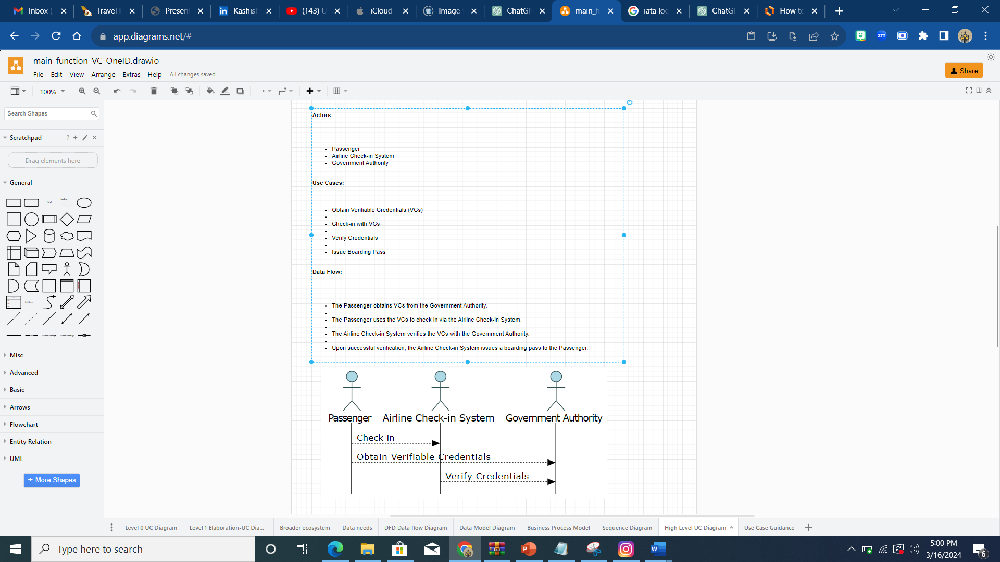 Inbox (
Travel F
Present
Kashish
(143) U
iCloud
Image
ChatGP
main_f
iata log
ChatGP
How to
app.diagrams.net/#
main_function_VC_OneID.drawio
File Edit View Arrange Extras Help All changes saved
Share
100%
Search Shapes
Scratchpad
Drag elements here
General
Text
Heading
List Item
Misc
Advanced
Basic
Arrows
Flowchart
Entity Relation
UML
+ More Shapes
Actors:
Passenger
Airline Check-in System
Government Authority
Use Cases:
Obtain Verifiable Credentials (VCs)
Check-in with VCs
Verify Credentials
Issue Boarding Pass
Data Flow:
The Passenger obtains VCs from the Government Authority.
The Passenger uses the VCs to check in via the Airline Check-in System.
The Airline Check-in System verifies the VCs with the Government Authority.
Upon successful verification, the Airline Check-in System issues a boarding pass to the Passenger.
Passenger Airline Check-in System Government Authority
Check-in
Obtain Verifiable Credentials
Verify Credentials
Level 0 UC Diagram
Level 1 Elaboration-UC Dia...
Broader ecosystem
Data needs
DFD Data flow Diagram
Data Model Diagram
Business Process Model
Sequence Diagram
High Level UC Diagram
Use Case Guidance
Type here to search
5:00 PM
3/16/2024
6